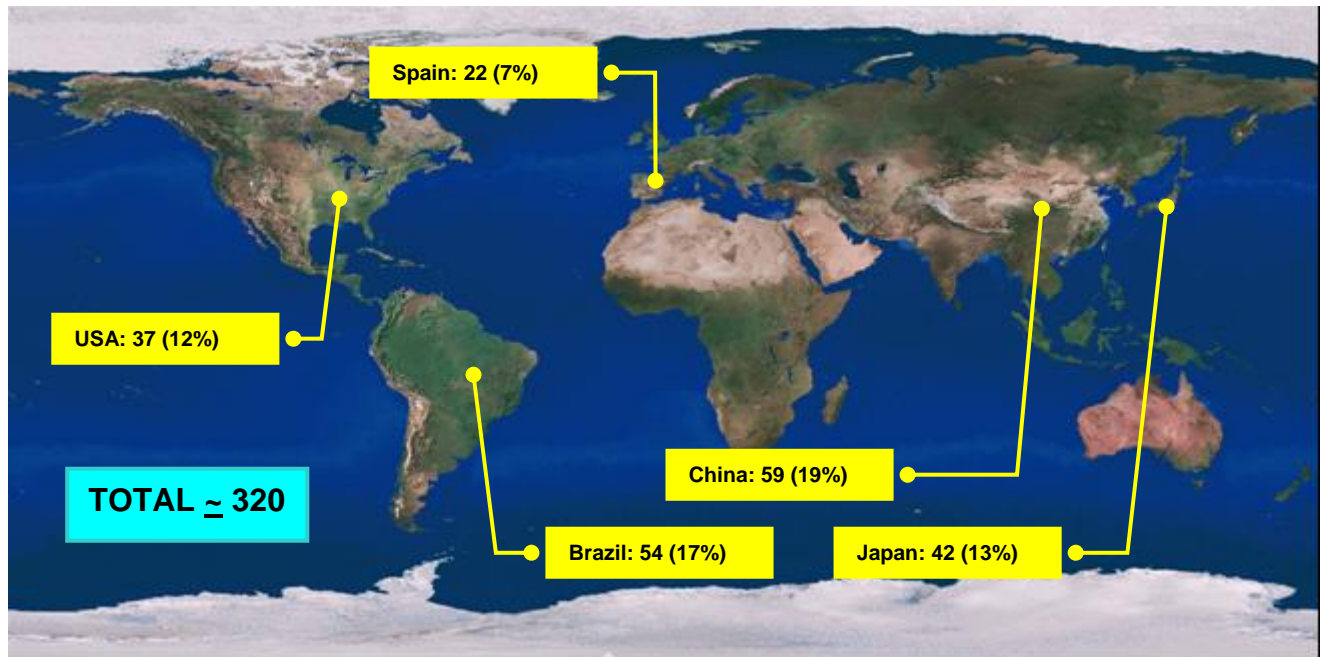 Spain: 22 (7%)
USA: 37 (12%)
China: 59 (19%)
TOTAL ~ 320
Brazil: 54 (17%)
Japan: 42 (13%)